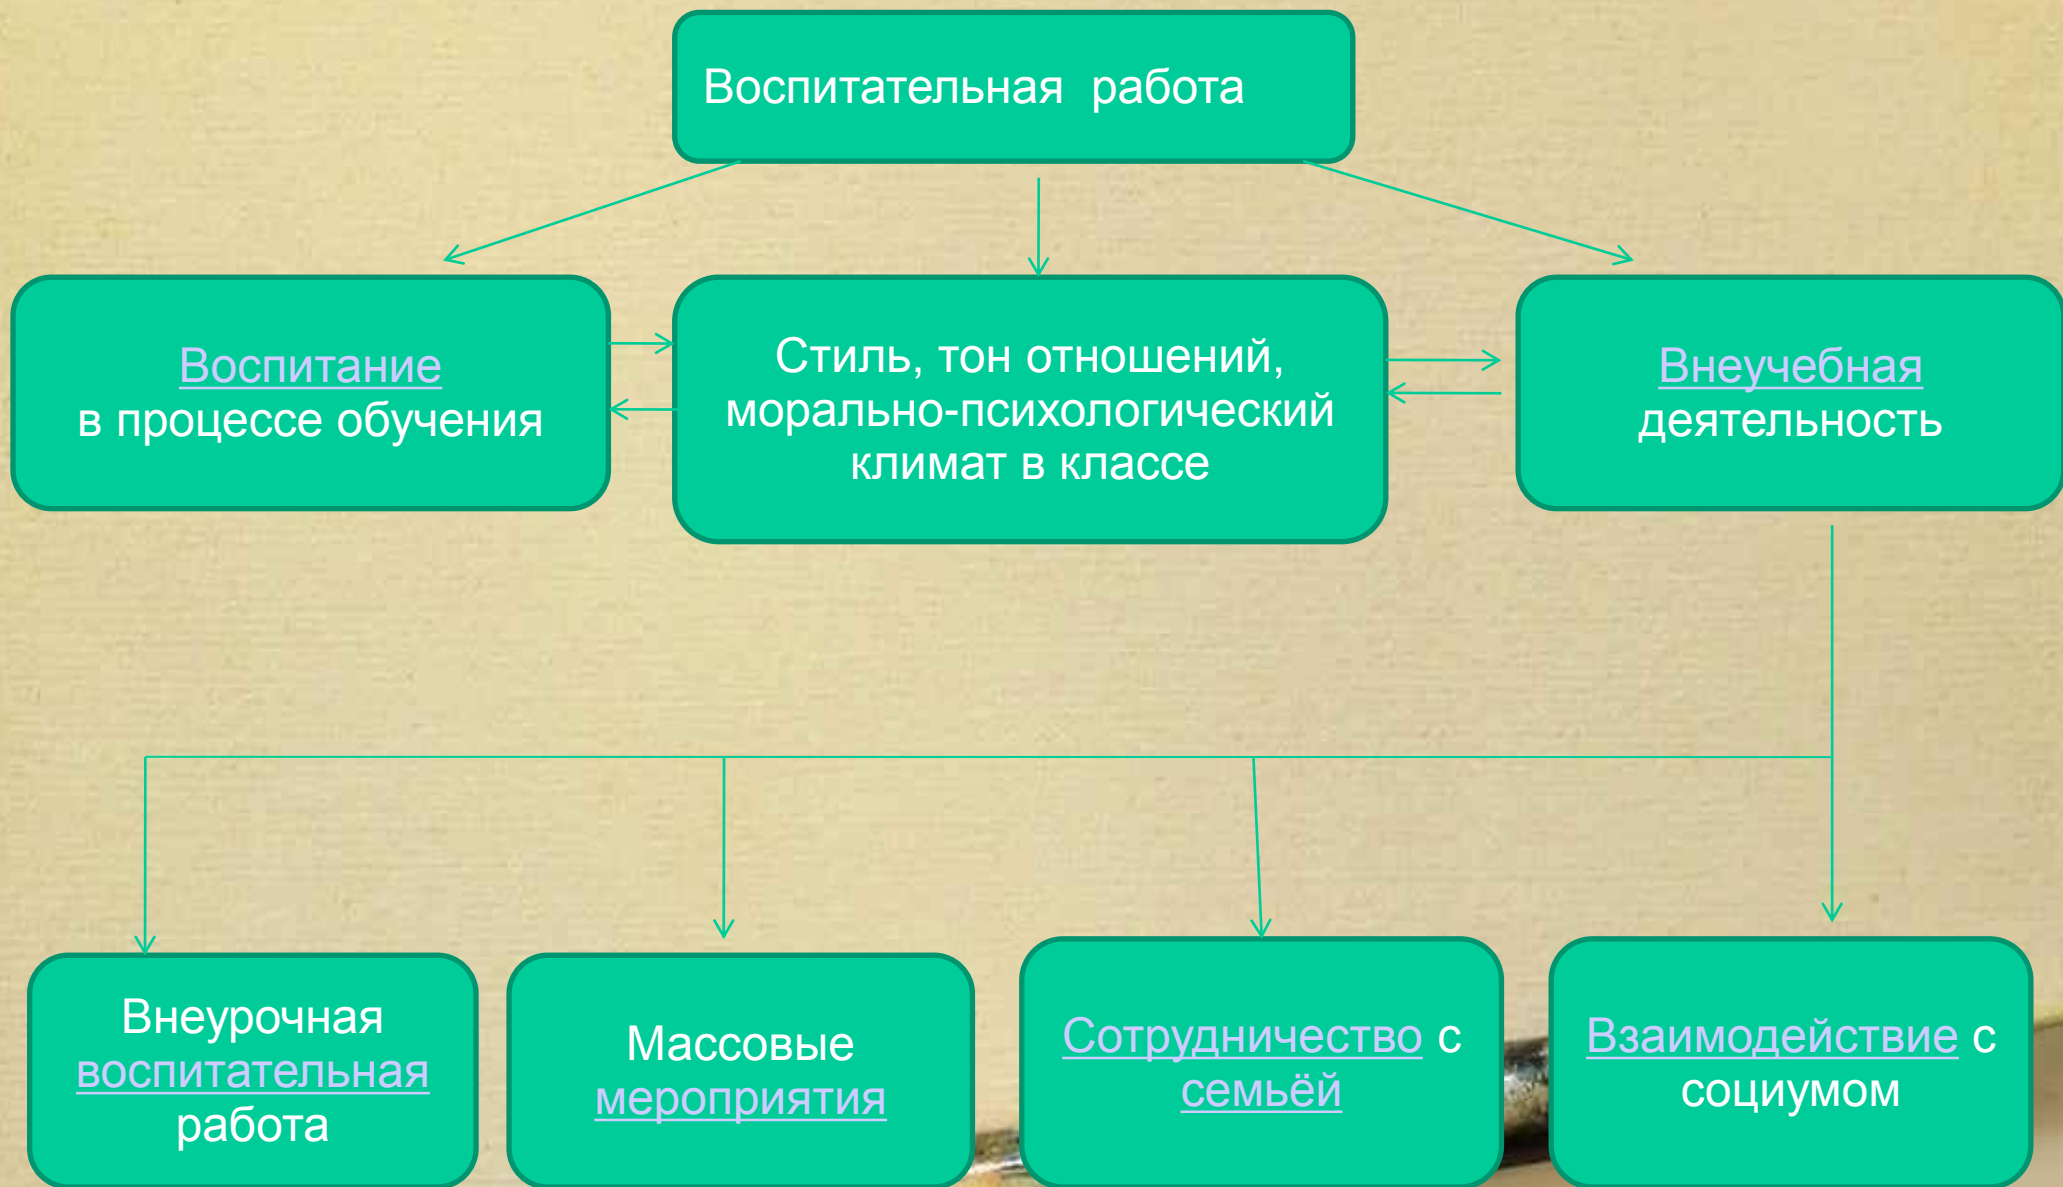 Воспитательная  работа
Воспитание
в процессе обучения
Стиль, тон отношений,
морально-психологический
климат в классе
Внеучебная
деятельность
Внеурочная
воспитательная
работа
Массовые
мероприятия
Сотрудничество с
семьёй
Взаимодействие с
социумом